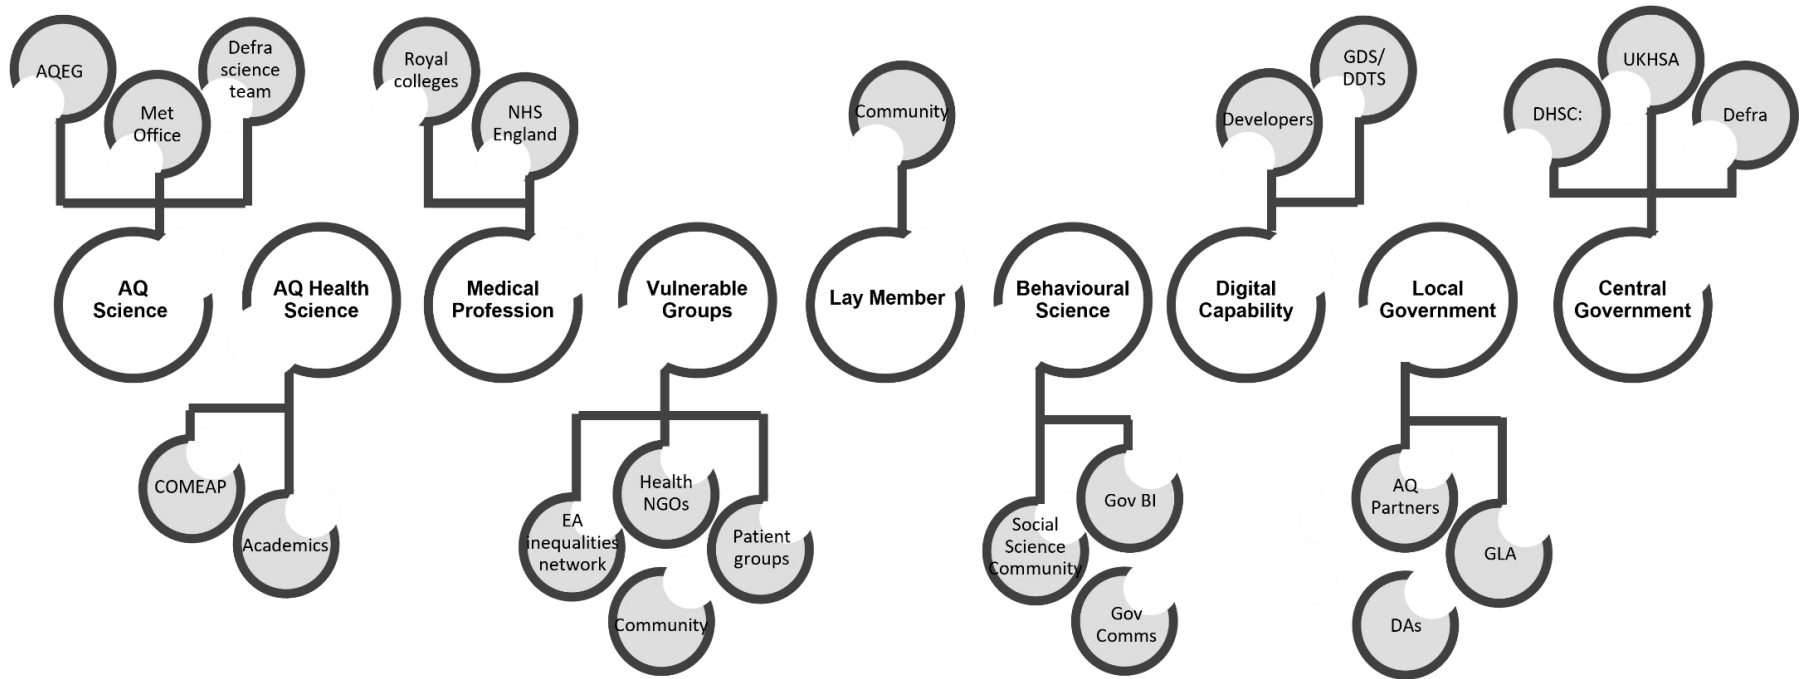 AQEG
Met
Office
Defra
science
team
Royal
colleges
NHS
England
Community
Developers
GDS/
DDTS
DHSC:
UKHSA
Defra
AQ
Science
AQ Health
Science
Medical
Profession
Vulnerable
Groups
Lay Member
Behavioural
Science
Digital
Capability
Local
Government
Central
Government
COMEAP
Academics
EA
inequalities
network
Health
NGOs
Patient
groups
Community
Social
Science
Community
Gov BI
Gov
Comms
AQ
Partners
GLA
DAs